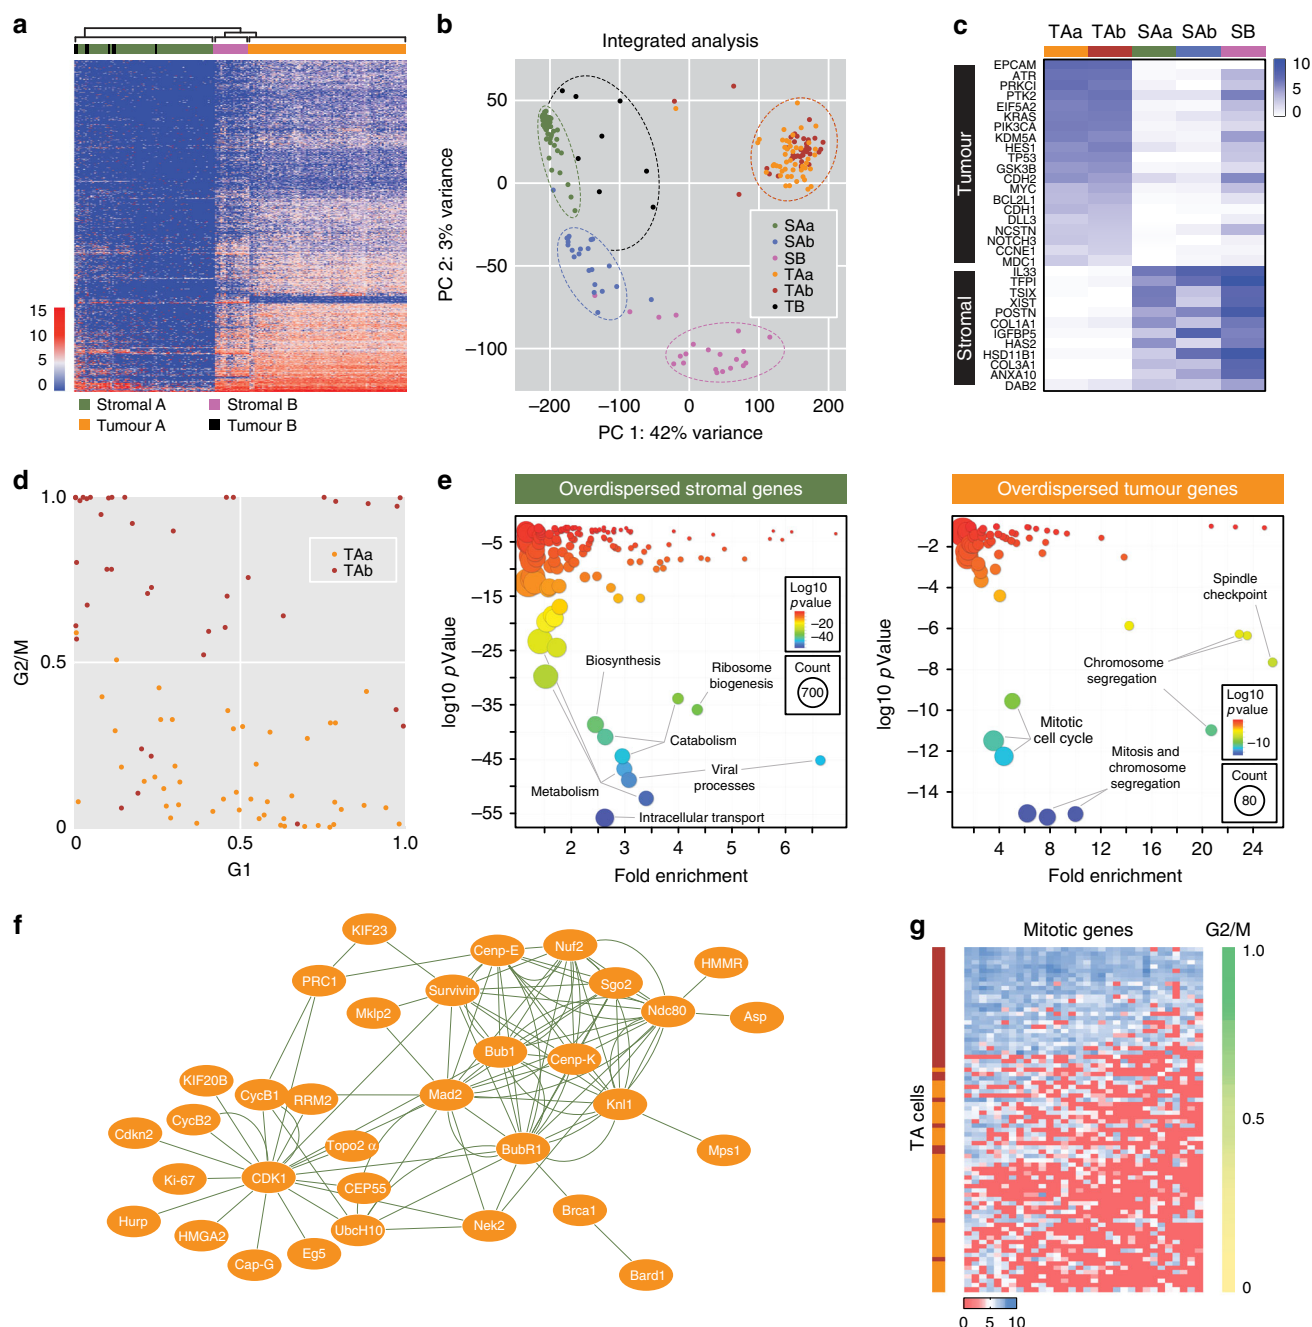 a
15
10
5
0
Stromal A
Stromal B
Tumour A
Tumour B
b
Integrated analysis
PC 2: 3% variance
50
0
−50
−100
SAa
SAb
SB
TAa
TAb
TB
−200
−100
0
100
200
PC 1: 42% variance
c
TAa
TAb
SAa
SAb
SB
Tumour
EPCAM
ATR
PRKCI
PTK2
EIF5A2
KRAS
PIK3CA
KDM5A
HES1
TP53
GSK3B
CDH2
MYC
BCL2L1
CDH1
DLL3
NCSTN
NOTCH3
CCNE1
MDC1
Stromal
IL33
TFPI
TSIX
XIST
POSTN
COL1A1
IGFBP5
HAS2
HSD11B1
COL3A1
ANXA10
DAB2
10
5
0
d
G2/M
1.0
0.5
0
TAa
TAb
0
0.5
1.0
G1
e
Overdispersed stromal genes
log10 p Value
−5
−15
−25
−35
−45
−55
Log10
p value
−20
−40
Count
700
Biosynthesis
Ribosome
biogenesis
Catabolism
Viral
processes
Metabolism
Intracellular transport
2
3
4
5
6
Fold enrichment
Overdispersed tumour genes
log10 p Value
−2
−4
−6
−8
−10
−12
−14
Spindle
checkpoint
Chromosome
segregation
Mitotic
cell cycle
Mitosis and
chromosome
segregation
Log10
p value
−10
Count
80
4
8
12
16
20
24
Fold enrichment
f
KIF23
Cenp-E
Nuf2
HMMR
PRC1
Survivin
Sgo2
Mklp2
Ndc80
Asp
Bub1
Cenp-K
KIF20B
CycB1
RRM2
Mad2
Knl1
CycB2
Cdkn2
Topo2 α
BubR1
Mps1
Ki-67
CDK1
CEP55
Hurp
HMGA2
UbcH10
Nek2
Brca1
Cap-G
Eg5
Bard1
g
Mitotic genes
G2/M
TA cells
1.0
0.5
0
0
5
10